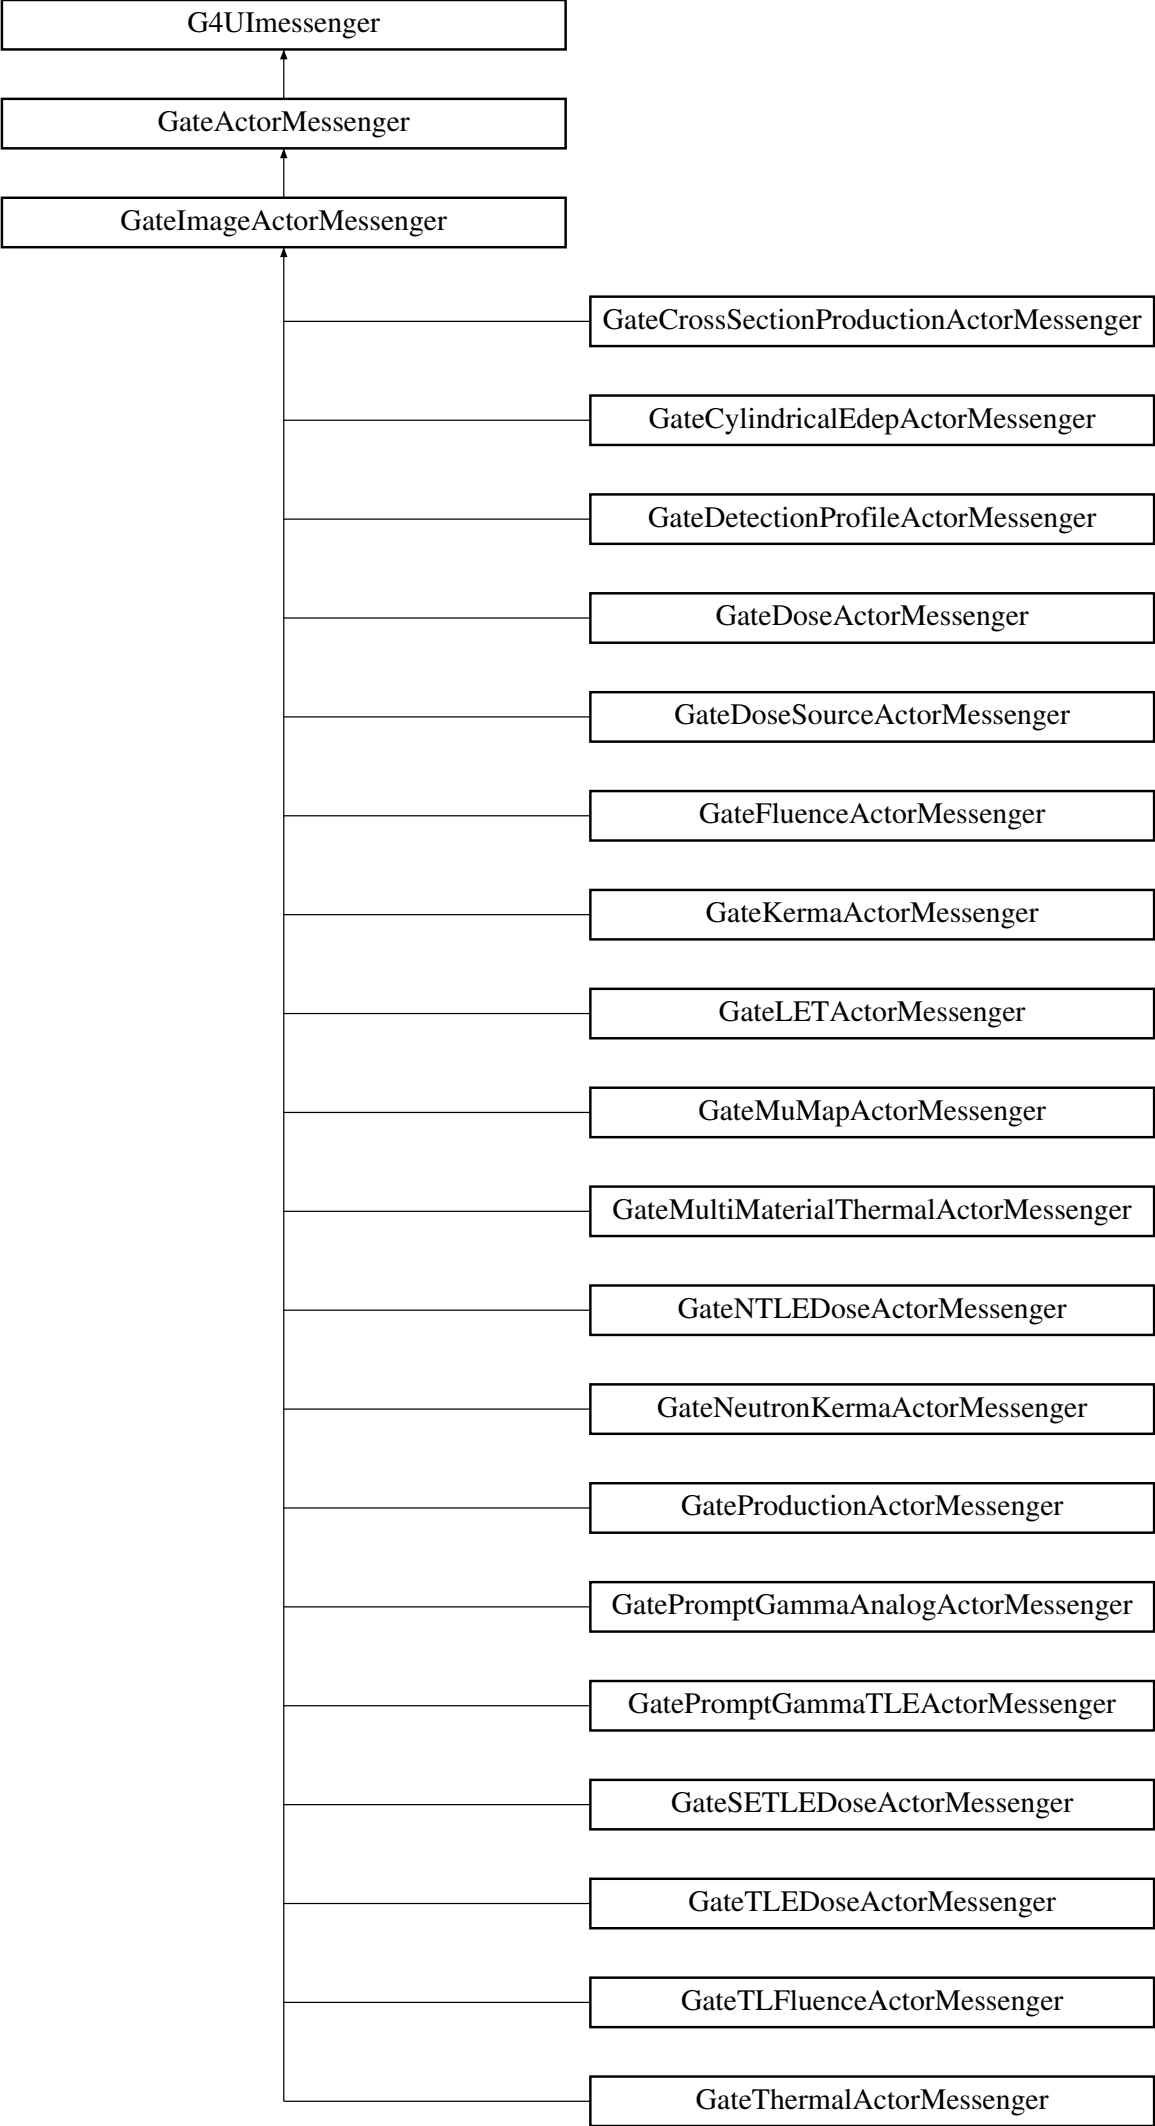 G4UImessenger
GateActorMessenger
GateImageActorMessenger
GateCrossSectionProductionActorMessenger
GateCylindricalEdepActorMessenger
GateDetectionProfileActorMessenger
GateDoseActorMessenger
GateDoseSourceActorMessenger
GateFluenceActorMessenger
GateKermaActorMessenger
GateLETActorMessenger
GateMuMapActorMessenger
GateMultiMaterialThermalActorMessenger
GateNTLEDoseActorMessenger
GateNeutronKermaActorMessenger
GateProductionActorMessenger
GatePromptGammaAnalogActorMessenger
GatePromptGammaTLEActorMessenger
GateSETLEDoseActorMessenger
GateTLEDoseActorMessenger
GateTLFluenceActorMessenger
GateThermalActorMessenger